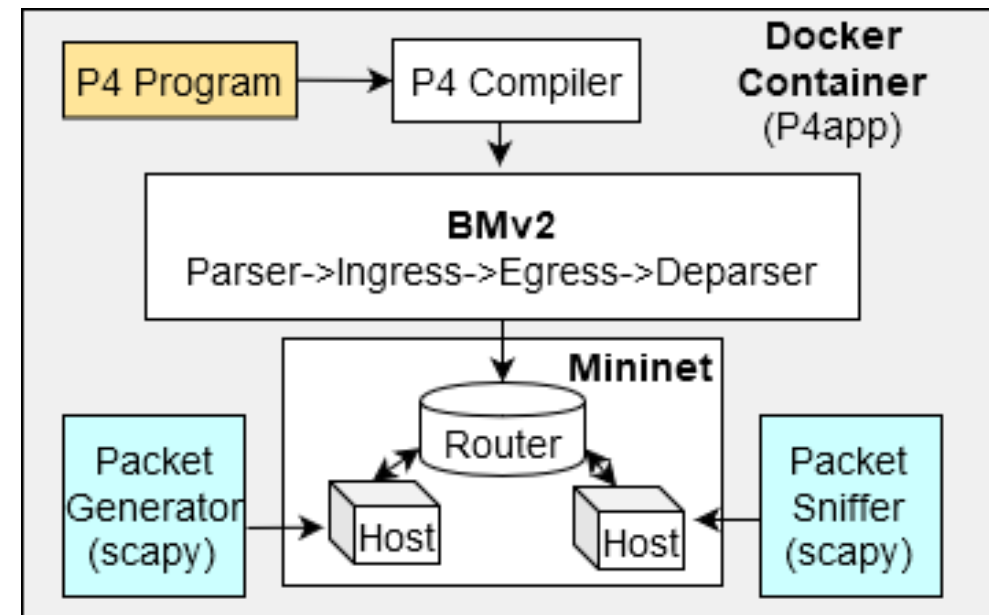 P4 Program
P4 Compiler
Docker
Container
(P4app)
BMv2
Parser->Ingress->Egress->Deparser
Mininet
Router
Host
Host
Packet
Generator
(scapy)
Packet
Sniffer
(scapy)